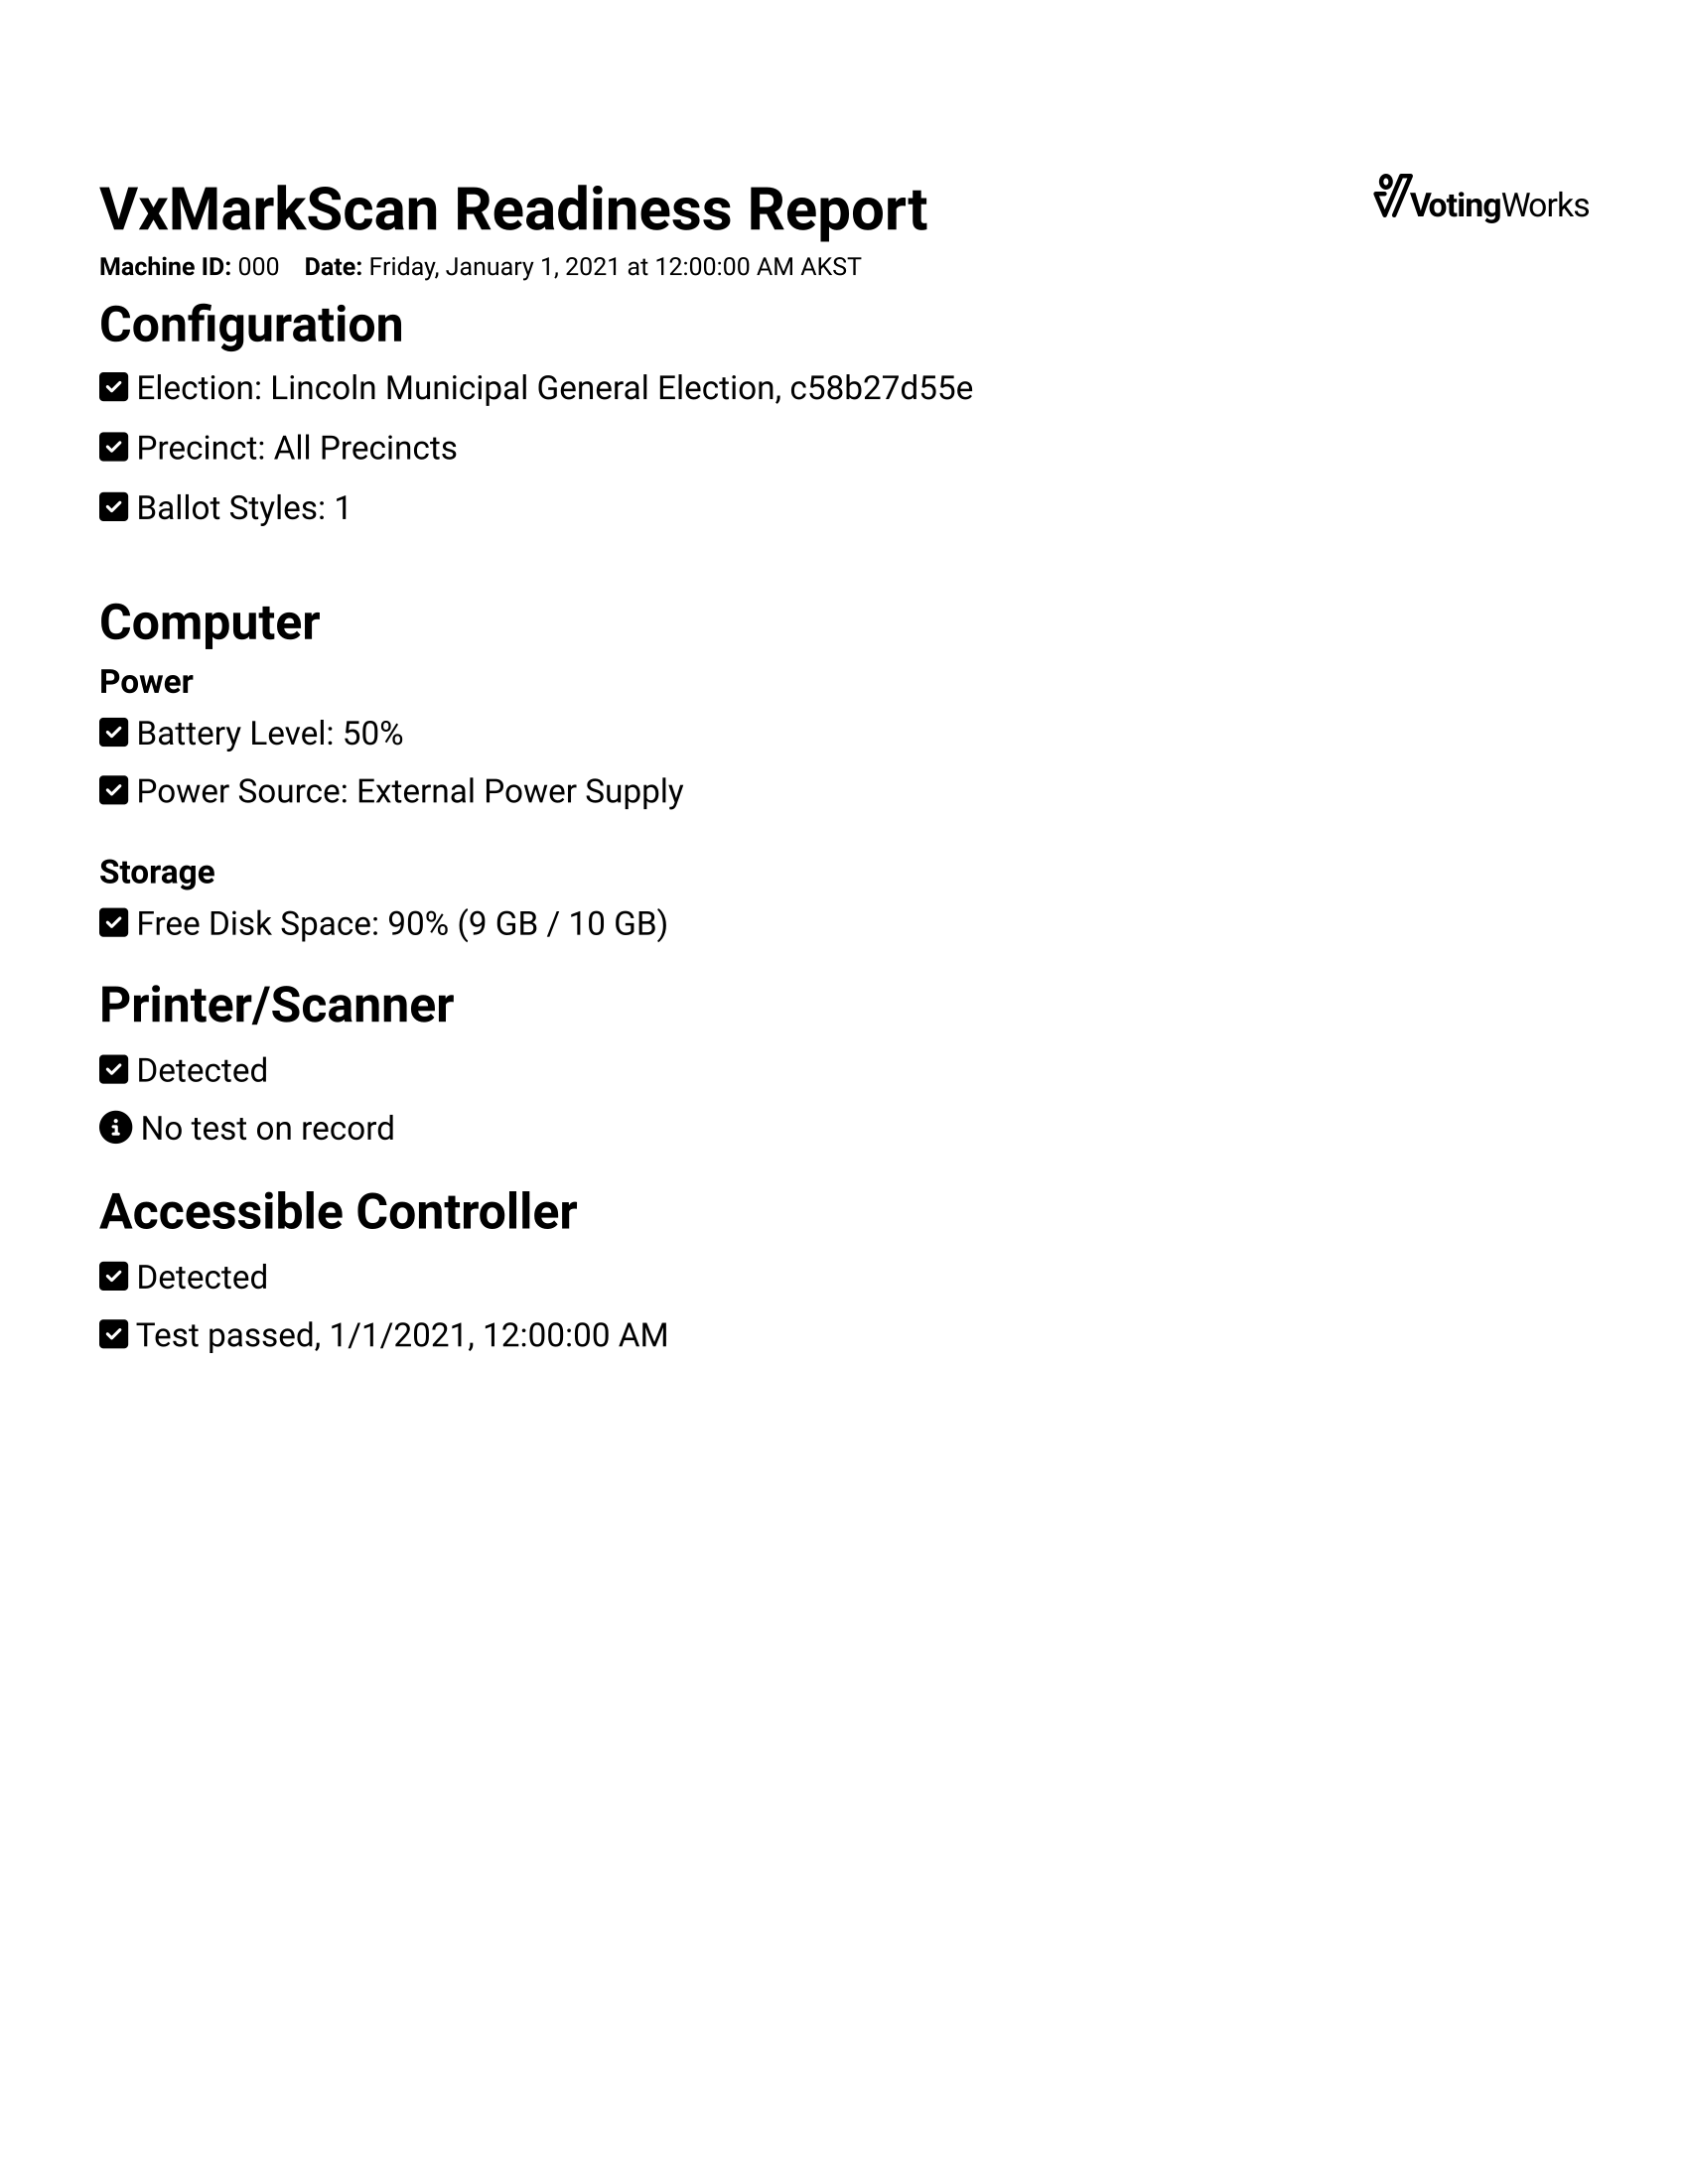 VxMarkScan Readiness Report
VotingWorks
Machine ID: 000 Date: Friday, January 1, 2021 at 12:00:00 AM AKST
Configuration
Election: Lincoln Municipal General Election, c58b27d55e
Precinct: All Precincts
Ballot Styles: 1
Computer
Power
Battery Level: 50%
Power Source: External Power Supply
Storage
Free Disk Space: 90% (9 GB / 10 GB)
Printer/Scanner
Detected
No test on record
Accessible Controller
Detected
Test passed, 1/1/2021, 12:00:00 AM